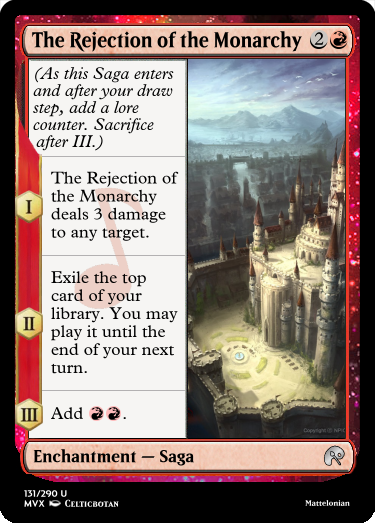 The Rejection of the Monarchy 2
(As this Saga enters
and after your draw
step, add a lore
counter. Sacrifice
after III.)
I
The Rejection of
the Monarchy
deals 3 damage
to any target.
II
Exile the top
card of your
library. You may
play it until the
end of your next
turn.
III
Add.
Enchantment — Saga
131/290 U
MVX Celticbotan
Mattelonian